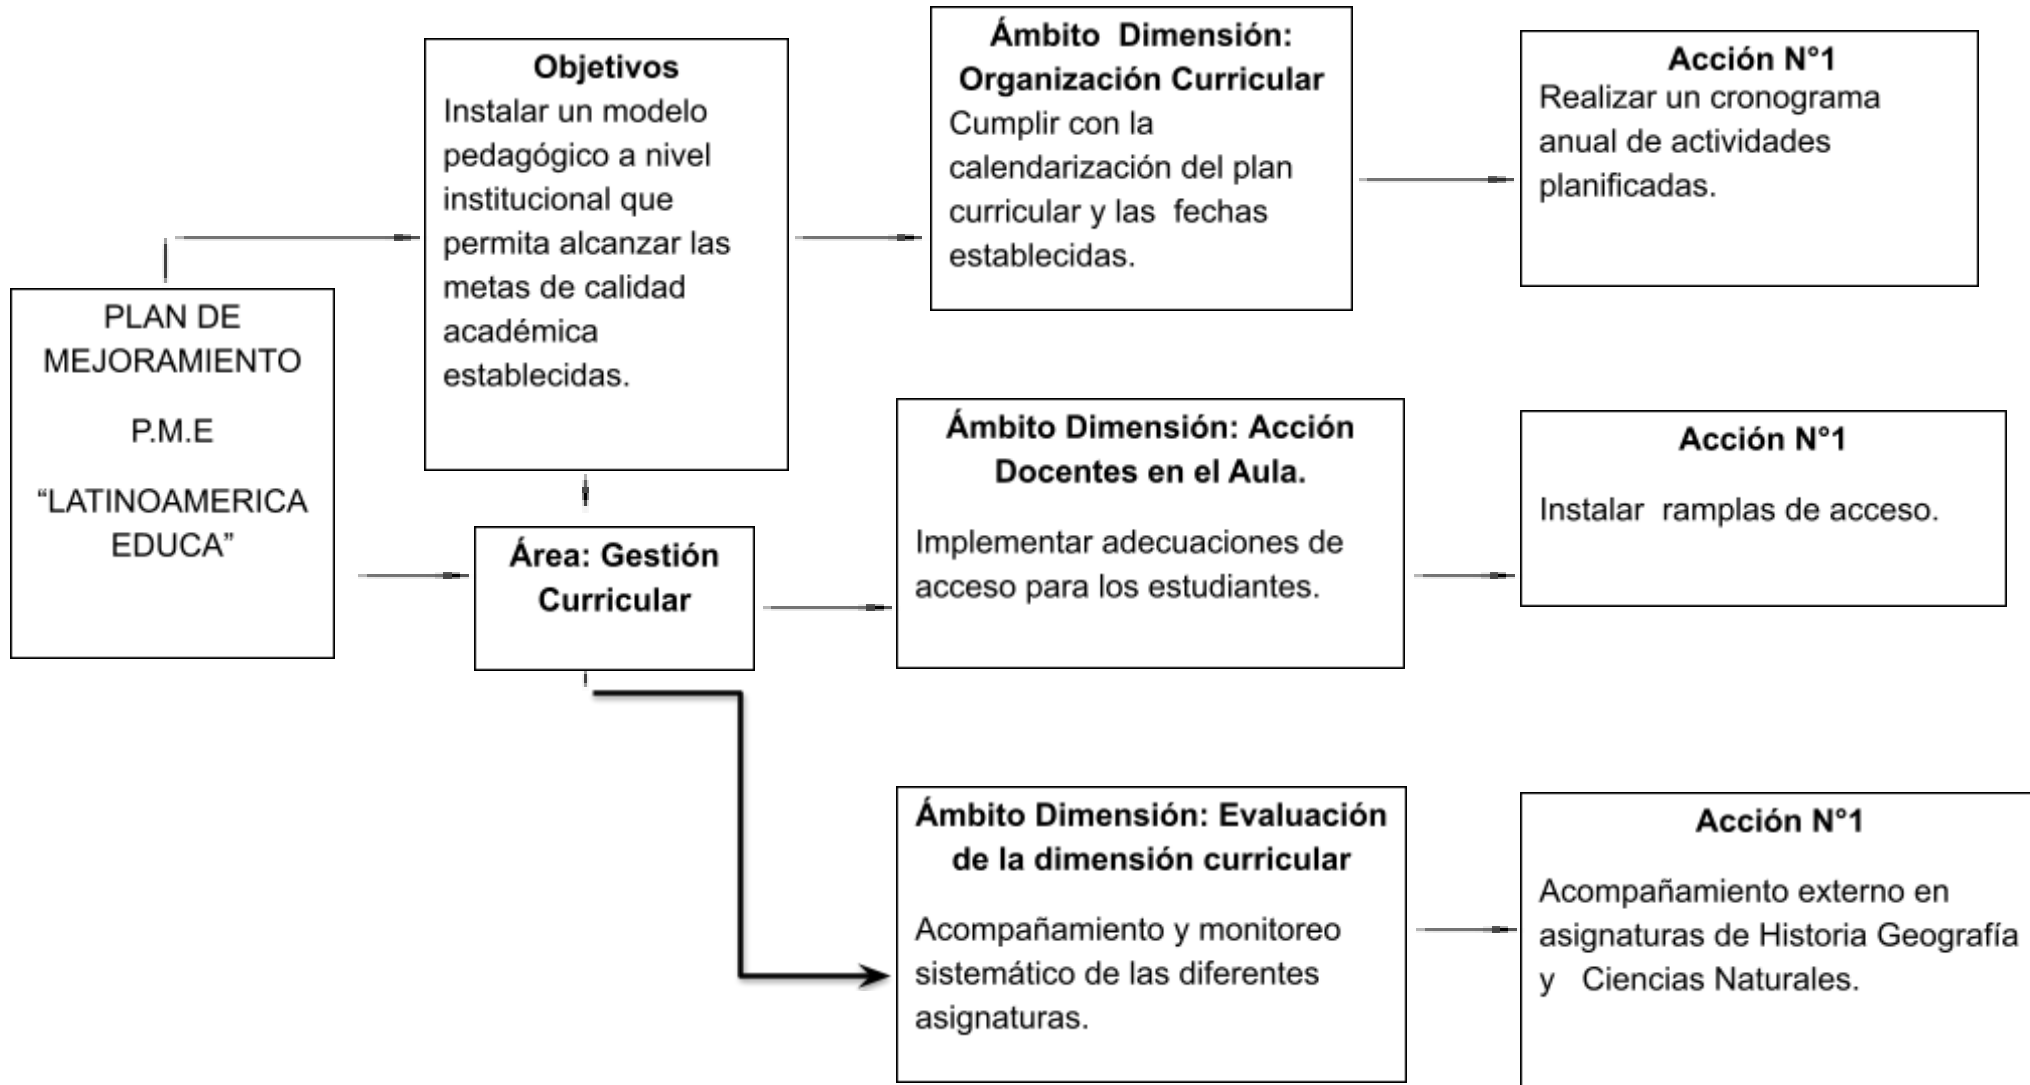 PLAN DE
MEJORAMIENTO
P.M.E
“LATINOAMERICA
EDUCA”
Objetivos
Instalar un modelo
pedagógico a nivel
institucional que
permita alcanzar las
metas de calidad
académica
establecidas.
Área: Gestión
Curricular
Ámbito Dimensión:
Organización Curricular
Cumplir con la
calendarización del plan
curricular y las fechas
establecidas.
Acción N°1
Realizar un cronograma
anual de actividades
planificadas.
Ámbito Dimensión: Acción
Docentes en el Aula.
Implementar adecuaciones de
acceso para los estudiantes.
Acción N°1
Instalar ramplas de acceso.
Ámbito Dimensión: Evaluación
de la dimensión curricular
Acompañamiento y monitoreo
sistemático de las diferentes
asignaturas.
Acción N°1
Acompañamiento externo en
asignaturas de Historia Geografía
y Ciencias Naturales.